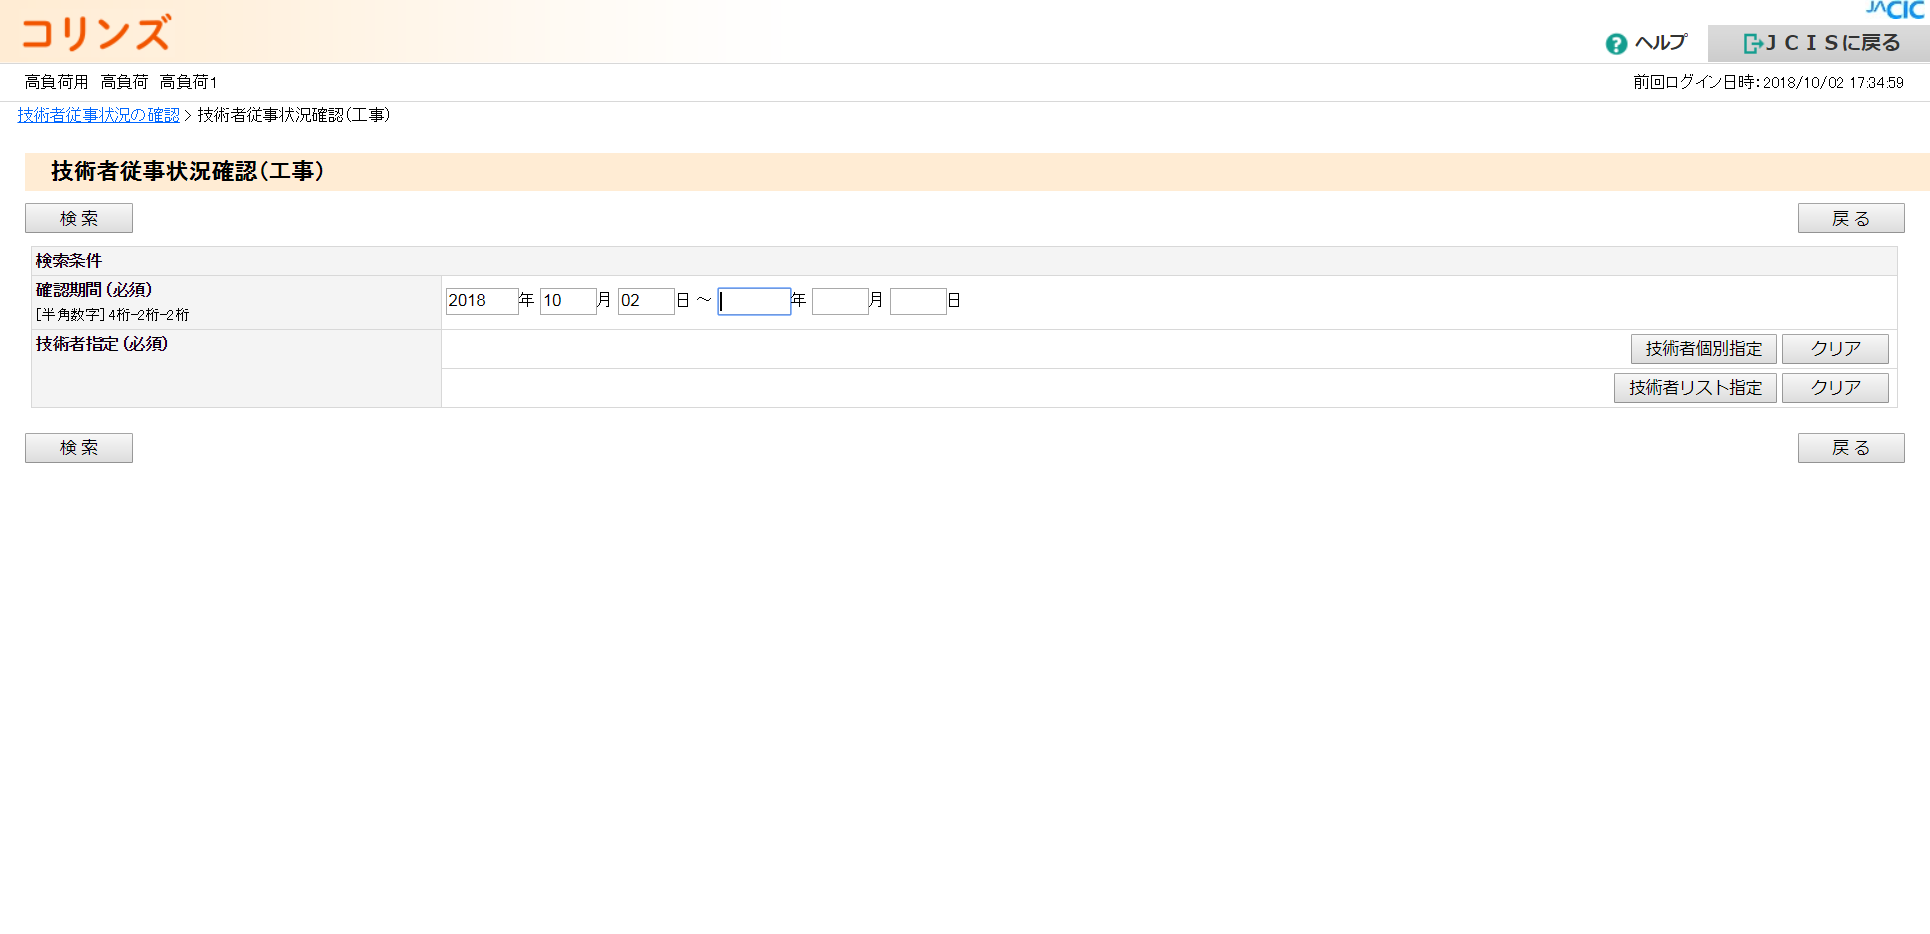 JACIC
コリンズ
? ヘルプ
ＪＣＩＳに戻る
高負荷用 高負荷 高負荷1
前回ログイン日時：2018/10/02 17:34:59
技術者従事状況の確認 > 技術者従事状況確認（工事）
技術者従事状況確認（工事）
検 索
戻 る
検索条件
確認期間（必須）
[半角数字] 4桁-2桁-2桁
2018 年 10 月 02 日 ～ 年 月 日
技術者指定（必須）
技術者個別指定 クリア
技術者リスト指定 クリア
検 索
戻 る